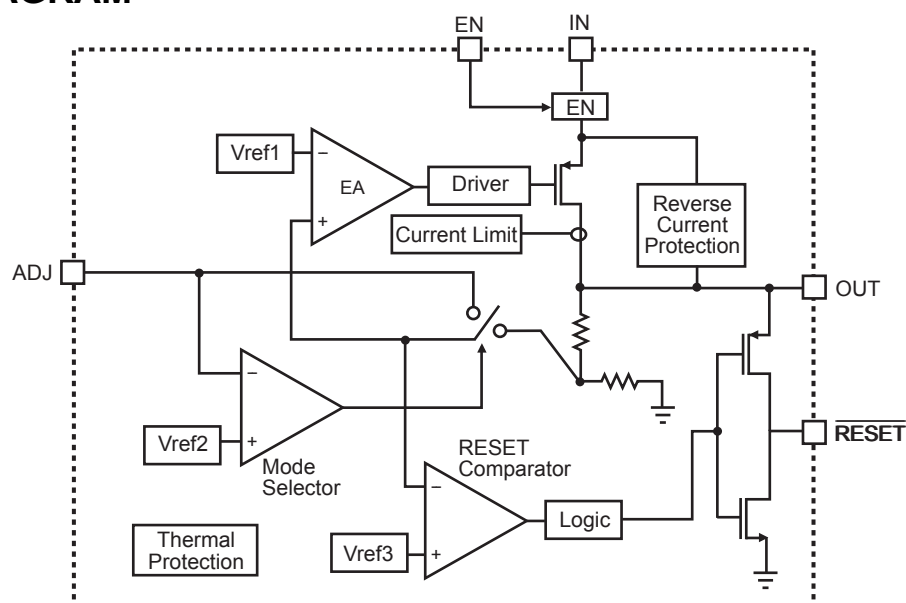 AGRAM
EN
IN
EN
Vref1
−
EA
+
Driver
Current Limit
Reverse
Current
Protection
ADJ
OUT
−
Vref2
+
Mode
Selector
RESET
Comparator
−
Vref3
+
Logic
RESET
Thermal
Protection